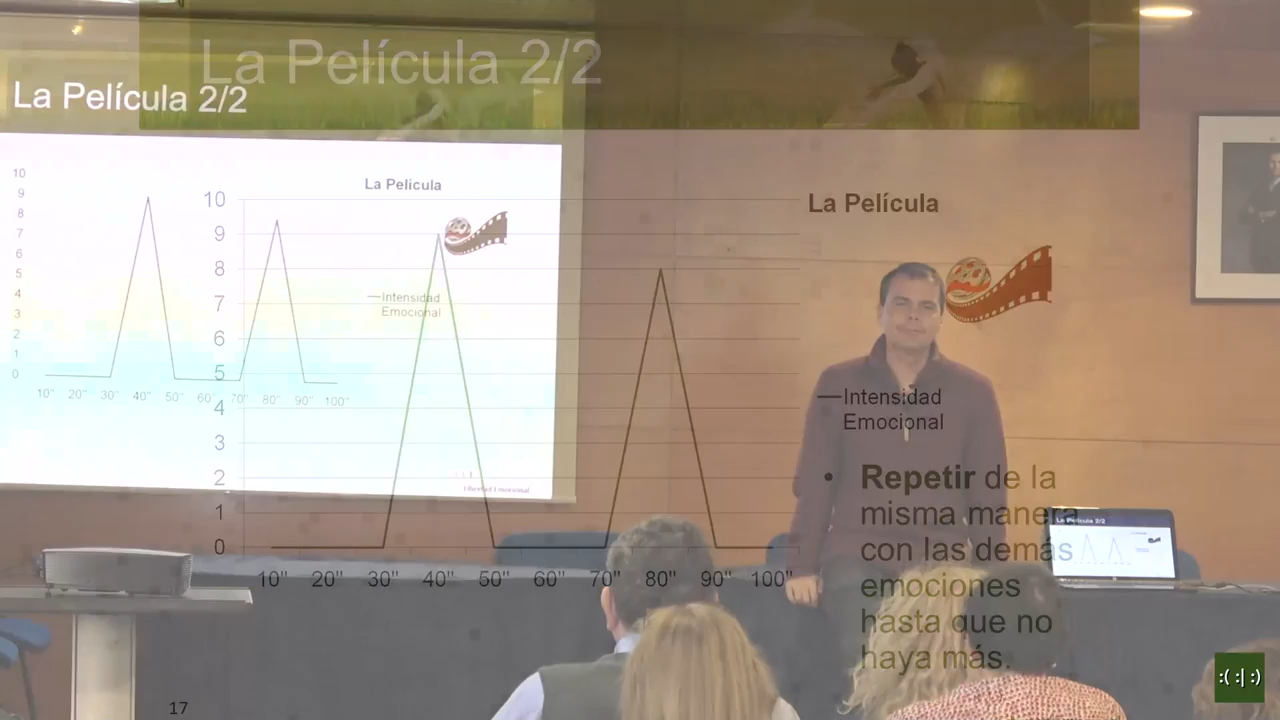 La Película 2/2
La Película 2/2
10
9
8
7
6
5
4
3
2
1
0
10" 20" 30" 40" 50" 60" 70" 80" 90" 100"
La Película
Intensidad
Emocional
Libertad Emocional
10
9
8
7
6
5
4
3
2
1
0
10" 20" 30" 40" 50" 60" 70" 80" 90" 100"
La Película
Intensidad
Emocional
• Repetir de la
misma manera
con las demás
emociones
hasta que no
haya más.
La Película 2/2
17
:( :| :)